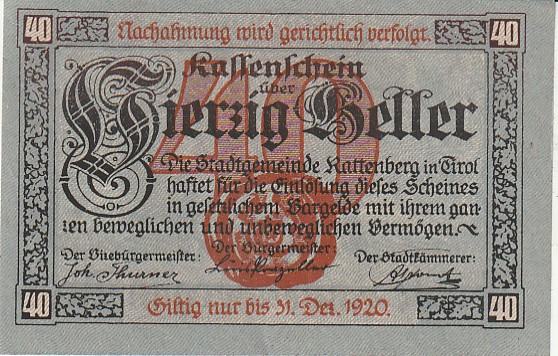 40 Nachahmung wird gerichtlich verfolgt. 40
Kassenschein
über
Vierzig Heller
40
Die Stadtgemeinde Rattenberg in Tirol
haftet für die Einlösung dieses Scheines
in gesetzlichem Bargelde mit ihrem gan-
zen beweglichen und unbeweglichen Vermögen.
Der Vizebürgermeister: Der Bürgermeister: Der Stadtkämmerer:
Joh. Thurner
40 Giltig nur bis 31. Dez. 1920. 40